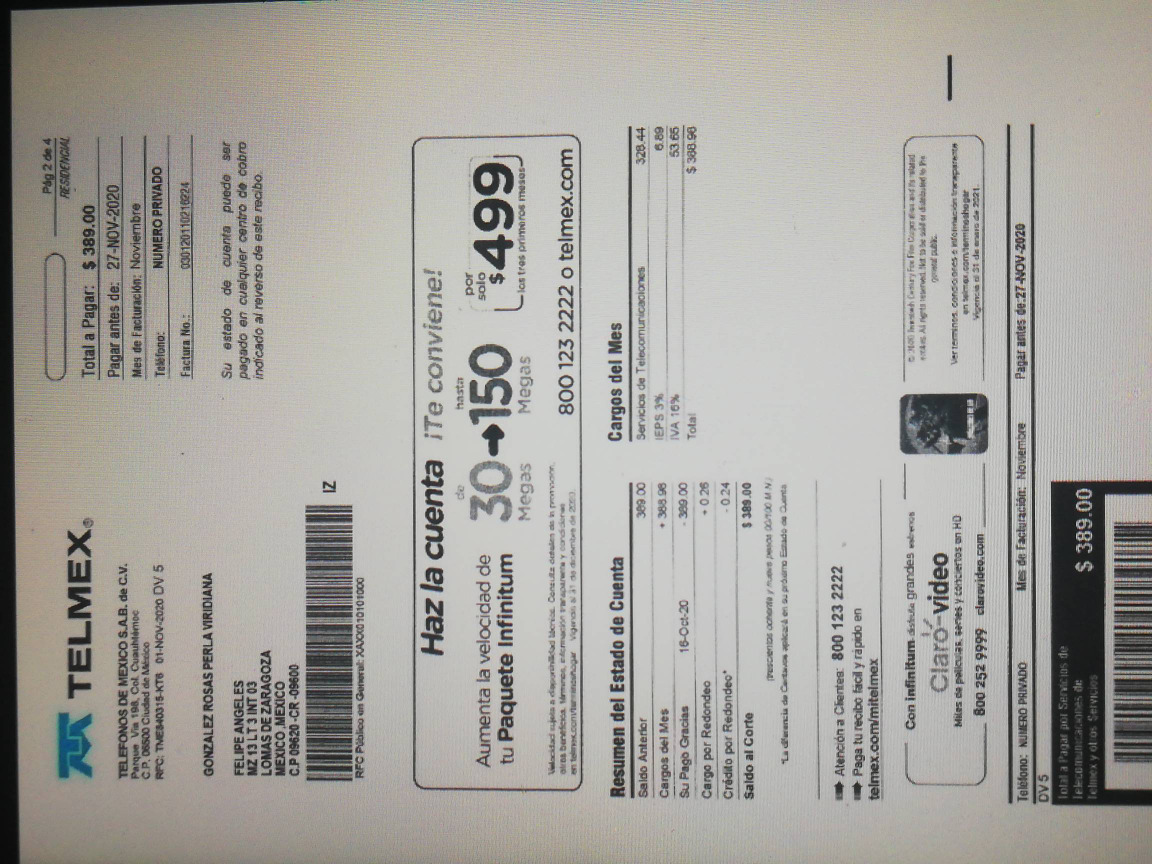 TELMEX®
TELEFONOS DE MEXICO S.A.B. de C.V.
Parque Vía 198, Col. Cuauhtémoc
C.P. 06500 Ciudad de México
RFC: TME840315-KT6 01-NOV-2020 DV 5
GONZALEZ ROSAS PERLA VIRIDIANA
FELIPE ANGELES
MZ 13 LT 3 INT 03
LOMAS DE ZARAGOZA
MEXICO ,MEXICO
C.P 09620 -CR -09600
IZ
RFC Público en General: XAXX010101000
Pág 2 de 4
RESIDENCIAL
Total a Pagar: $ 389.00
Pagar antes de: 27-NOV-2020
Mes de Facturación: Noviembre
Teléfono: NUMERO PRIVADO
Factura No.: 030120110216224
Su estado de cuenta puede ser
pagado en cualquier centro de cobro
indicado al reverso de este recibo.
Haz la cuenta ¡Te conviene!
Aumenta la velocidad de
tu Paquete Infinitum
de 30 Megas
hasta 150 Megas
por solo $499
los tres primeros meses
800 123 2222 o telmex.com
Velocidad sujeta a disponibilidad técnica. Consulta detalles de la promoción,
otros beneficios, términos, información transparente y condiciones
en telmex.com/terminoshogar Vigencia al 31 de diciembre de 2020.
Resumen del Estado de Cuenta
Saldo Anterior 389.00
Cargos del Mes + 388.98
Su Pago Gracias 16-Oct-20 - 389.00
Cargo por Redondeo + 0.26
Crédito por Redondeo* - 0.24
Saldo al Corte $ 389.00
(Trescientos ochenta y nueve pesos 00/100 M.N.)
*La diferencia de Centavos aplicará en su próximo Estado de Cuenta
Cargos del Mes
Servicios de Telecomunicaciones 328.44
IEPS 3% 6.89
IVA 16% 53.65
Total $ 388.98
Atención a Clientes: 800 123 2222
Paga tu recibo fácil y rápido en
telmex.com/mitelmex
Con infinitum disfruta grandes estrenos
Claro-video
Miles de películas, series y conciertos en HD
800 252 9999 clarovideo.com
© 2020 Twentieth Century Fox Film Corporation and its related
entities. All rights reserved. Not to be sold or distributed to the
general public.
Ver términos, condiciones e información transparente
en telmex.com/terminoshogar
Vigencia al 31 de enero de 2021.
Teléfono: NUMERO PRIVADO Mes de Facturación: Noviembre Pagar antes de:27-NOV-2020
DV 5
Total a Pagar por Servicios de
Telecomunicaciones de
Telmex y otros Servicios
$ 389.00